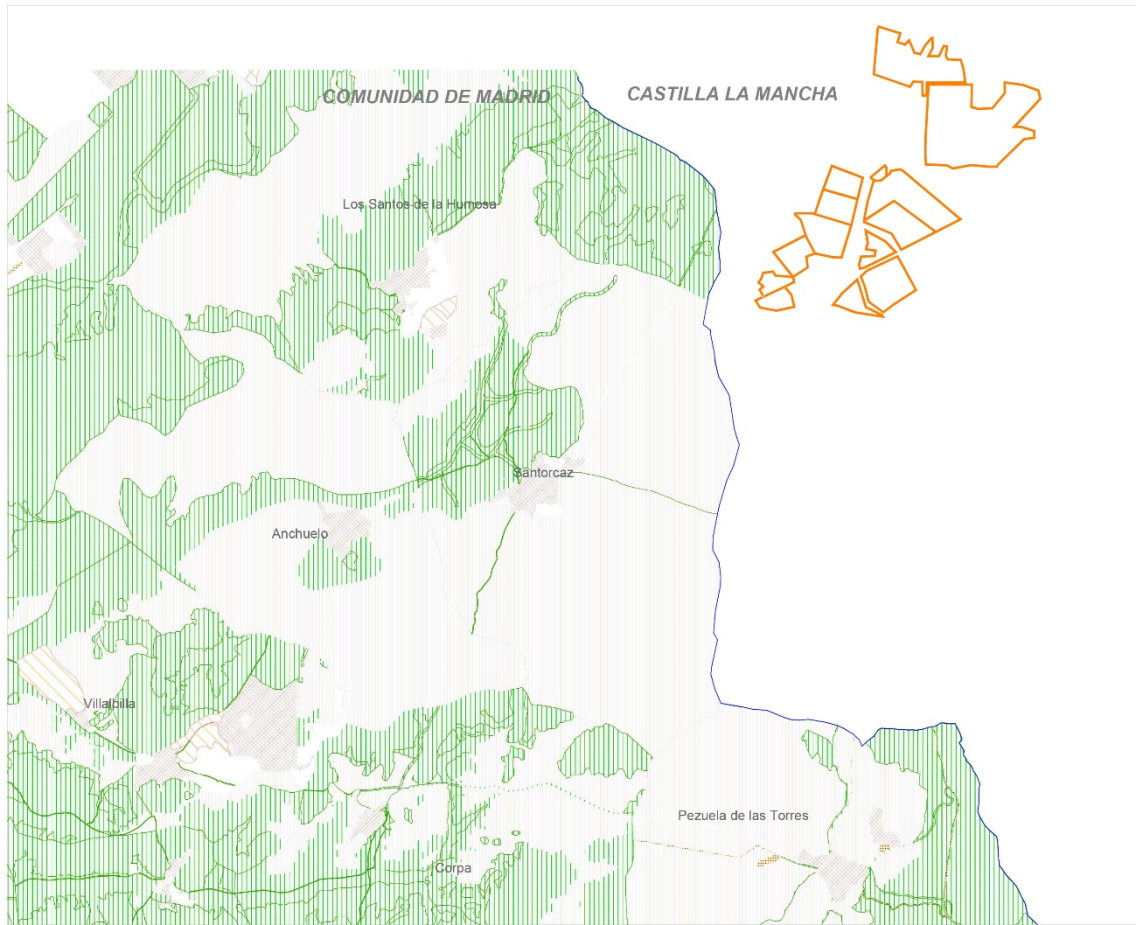 COMUNIDAD DE MADRID
CASTILLA LA MANCHA
Los Santos de la Humosa
Santorcaz
Anchuelo
Villalbilla
Pezuela de las Torres
Corpa